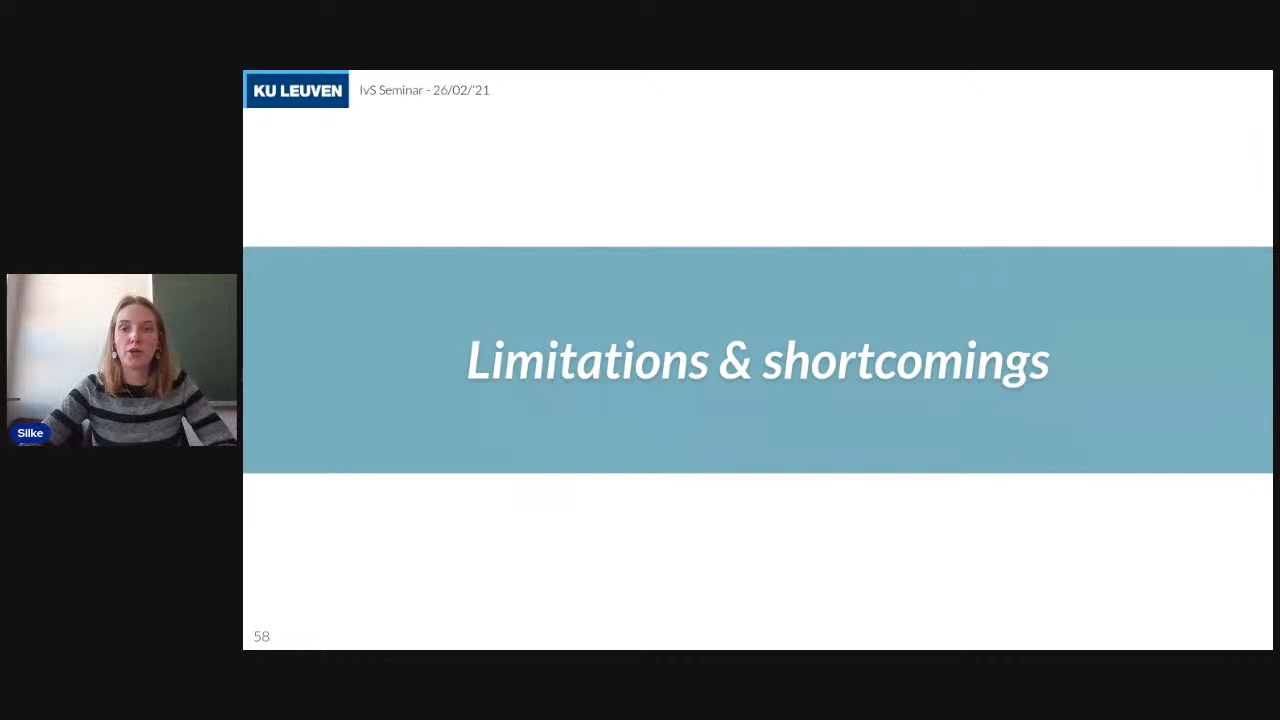 KU LEUVEN
IvS Seminar - 26/02/'21
Limitations & shortcomings
Silke
58